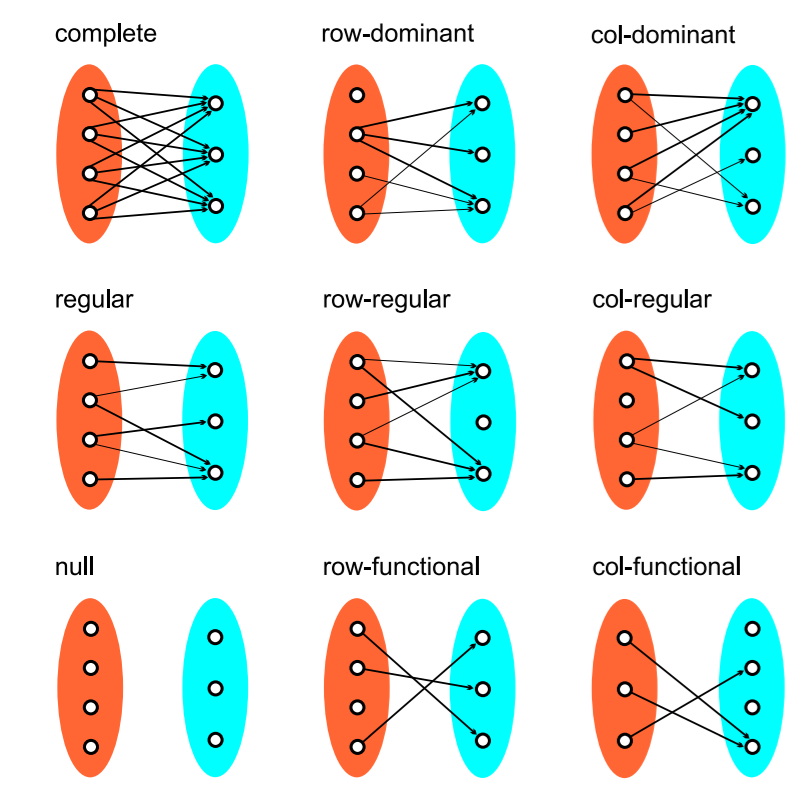 complete
row-dominant
col-dominant
regular
row-regular
col-regular
null
row-functional
col-functional